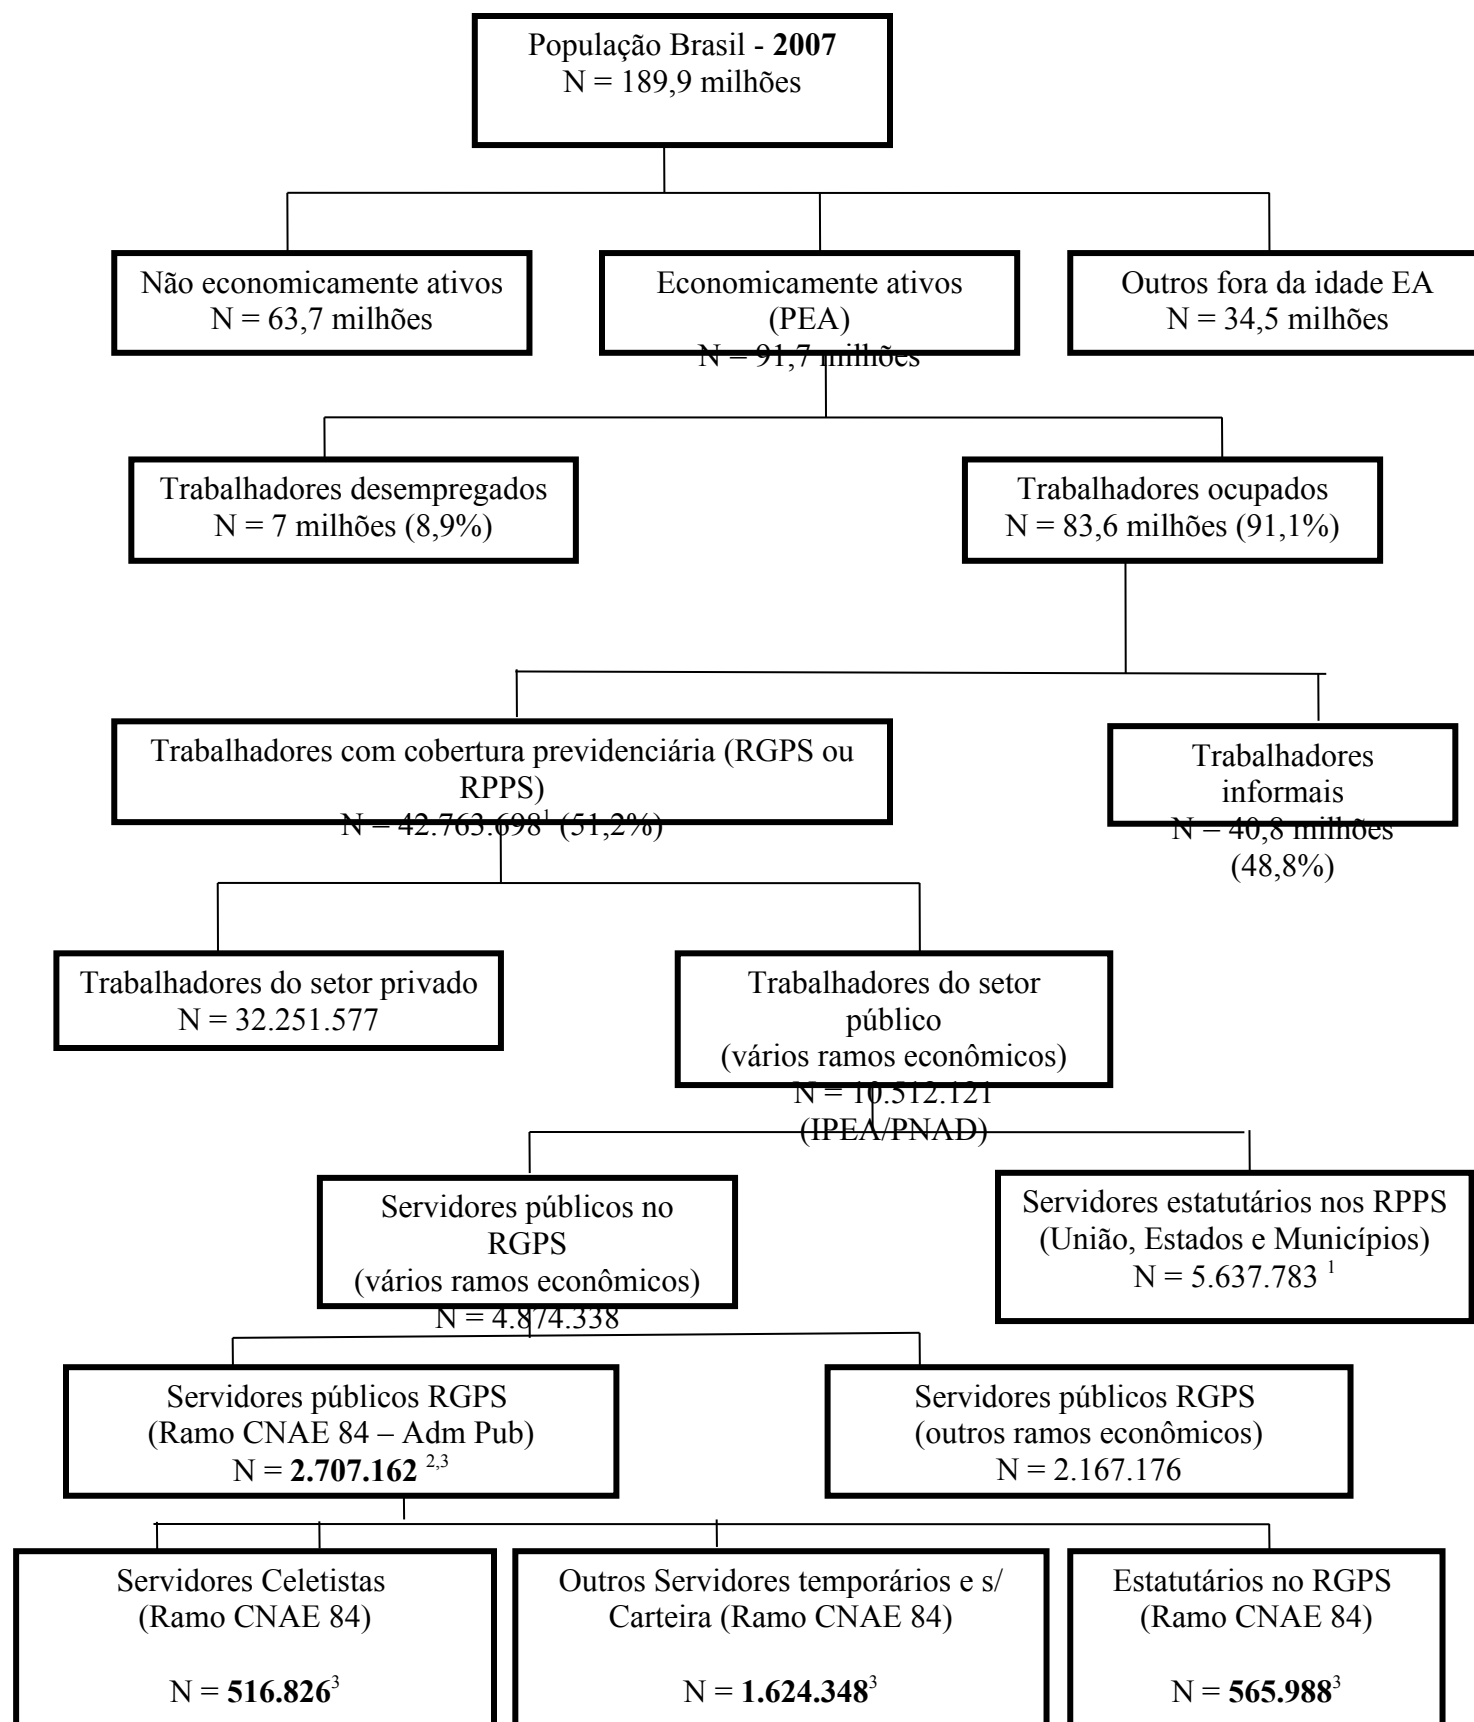 População Brasil - 2007
N = 189,9 milhões
Não economicamente ativos
N = 63,7 milhões
Economicamente ativos
(PEA)
N = 91,7 milhões
Outros fora da idade EA
N = 34,5 milhões
Trabalhadores desempregados
N = 7 milhões (8,9%)
Trabalhadores ocupados
N = 83,6 milhões (91,1%)
Trabalhadores com cobertura previdenciária (RGPS ou
RPPS)
N = 42.763.698¹ (51,2%)
Trabalhadores
informais
N = 40,8 milhões
(48,8%)
Trabalhadores do setor privado
N = 32.251.577
Trabalhadores do setor
público
(vários ramos econômicos)
N = 10.512.121
(IPEA/PNAD)
Servidores públicos no
RGPS
(vários ramos econômicos)
N = 4.874.338
Servidores estatutários nos RPPS
(União, Estados e Municípios)
N = 5.637.783 ¹
Servidores públicos RGPS
(Ramo CNAE 84 – Adm Pub)
N = 2.707.162 ²,³
Servidores públicos RGPS
(outros ramos econômicos)
N = 2.167.176
Servidores Celetistas
(Ramo CNAE 84)
N = 516.826³
Outros Servidores temporários e s/
Carteira (Ramo CNAE 84)
N = 1.624.348³
Estatutários no RGPS
(Ramo CNAE 84)
N = 565.988³